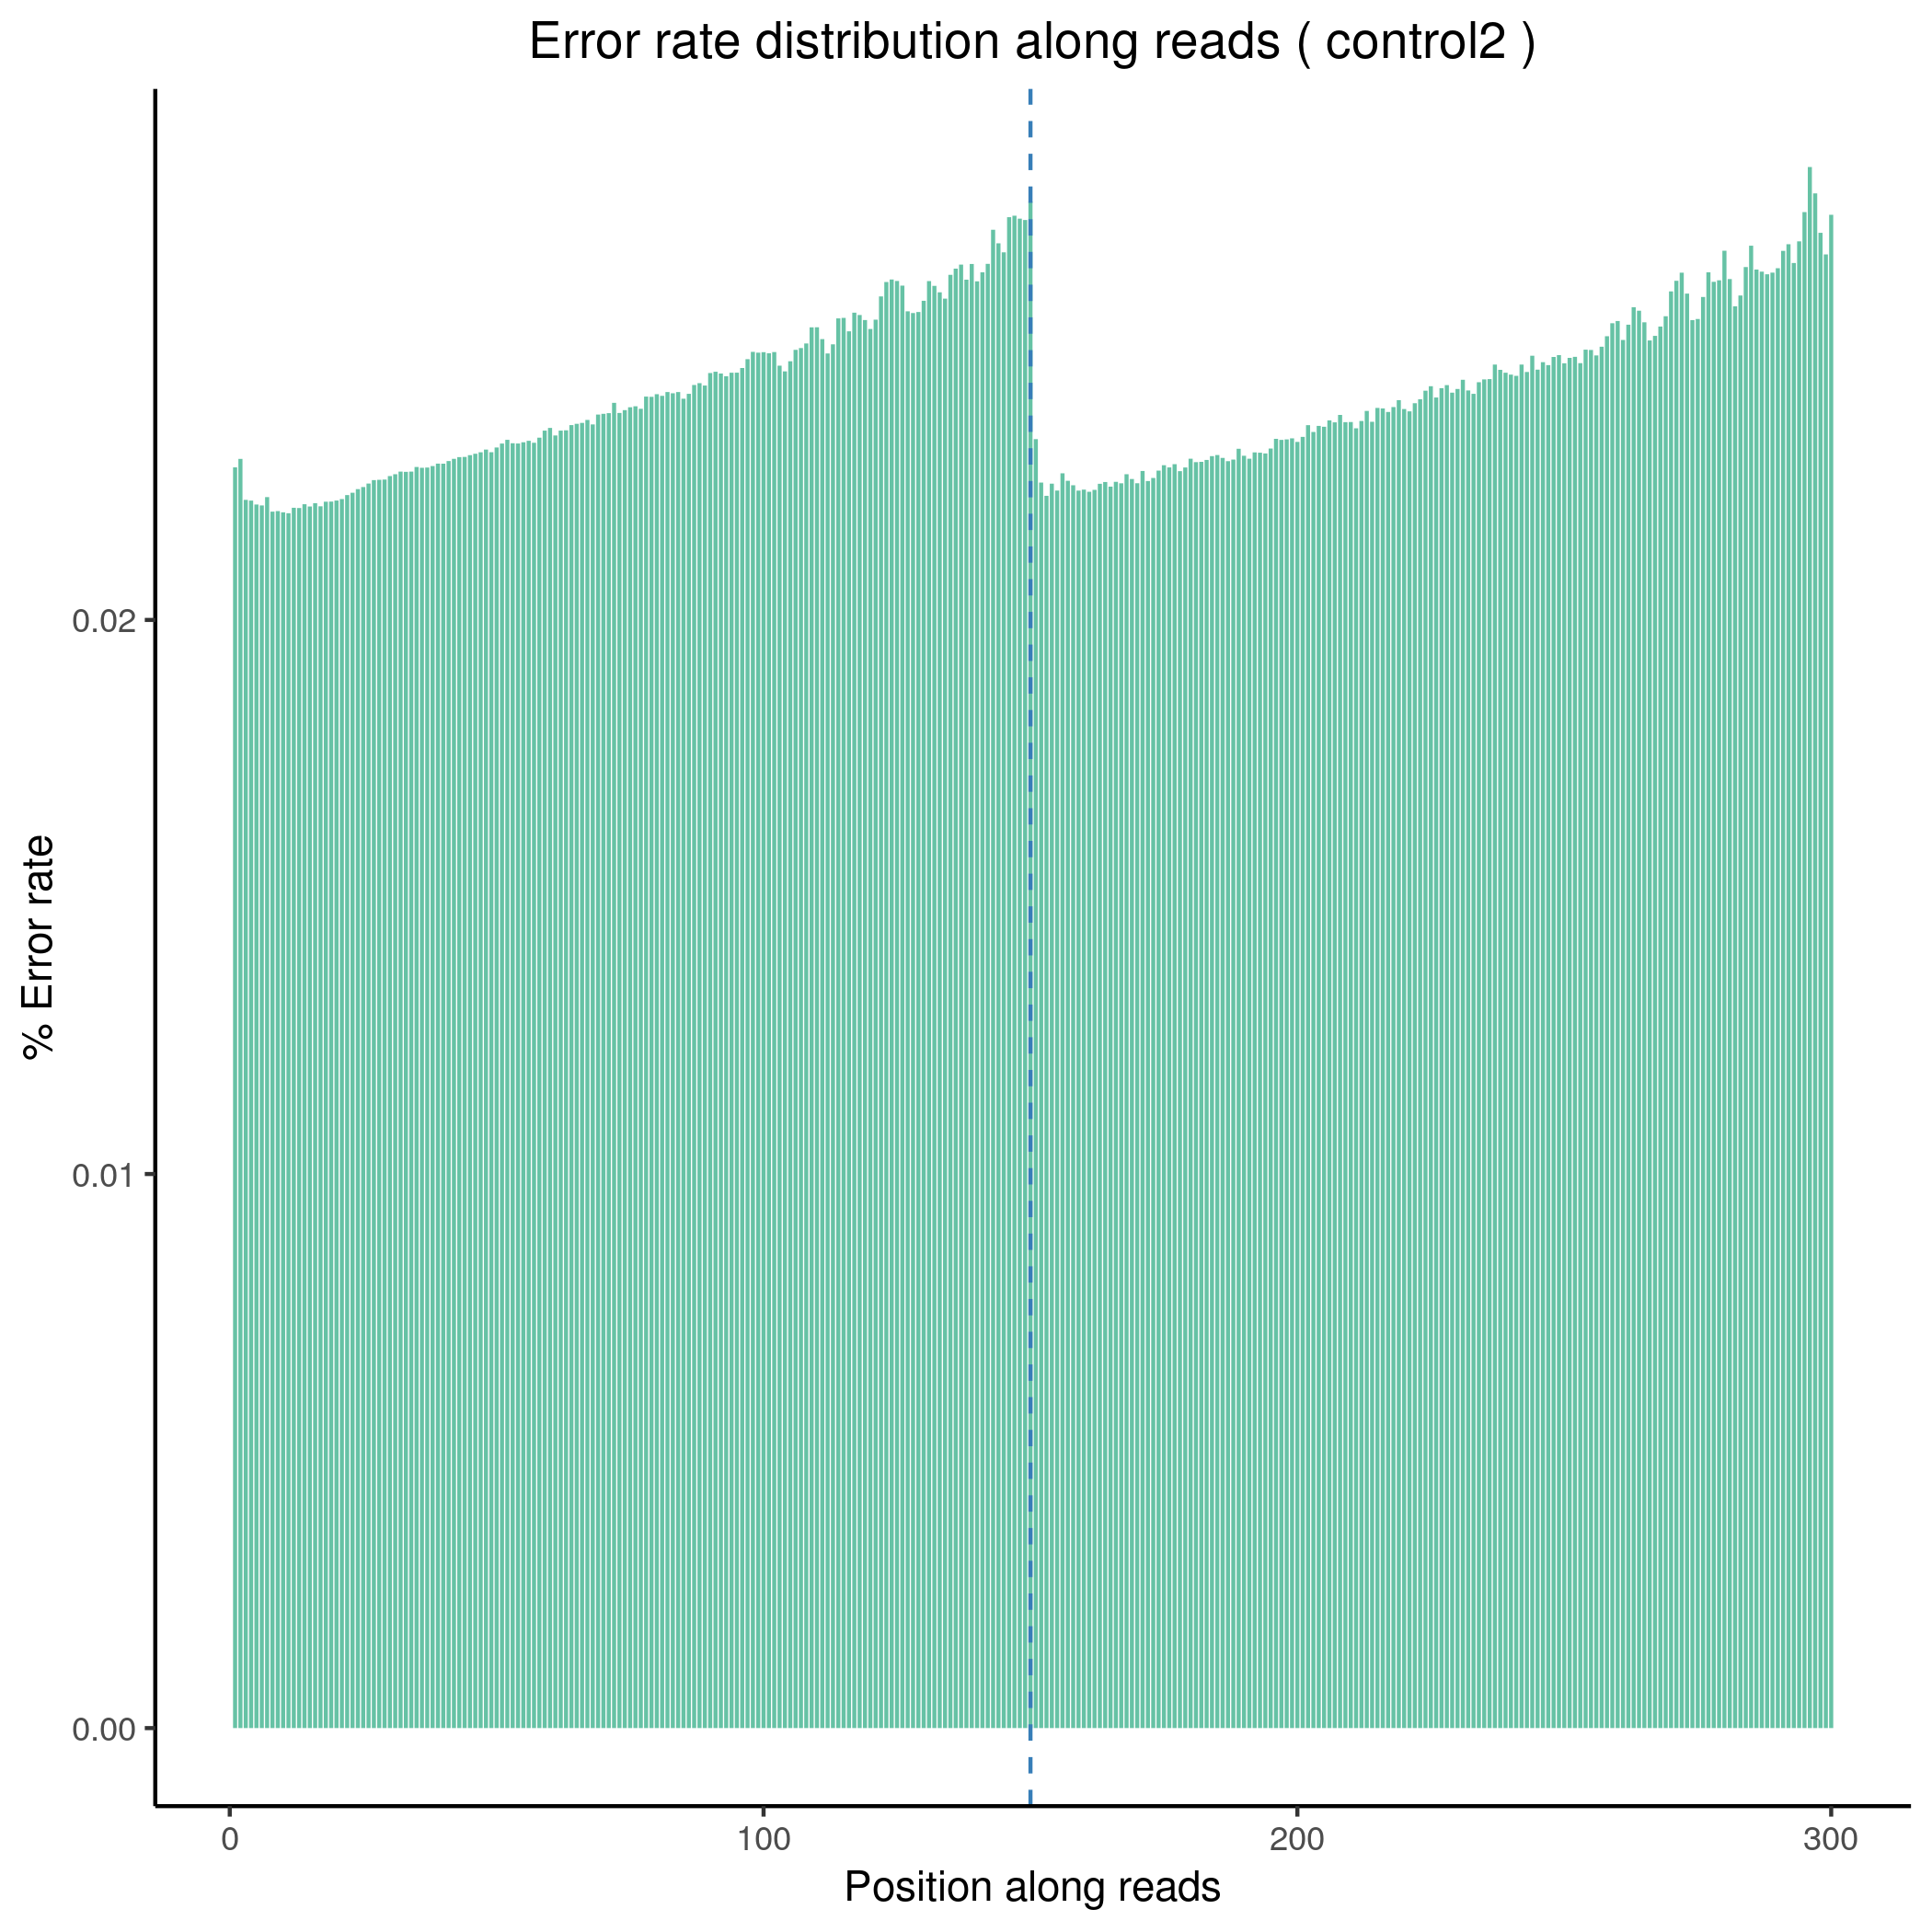 Error rate distribution along reads ( control2 )
% Error rate
0.02
0.01
0.00
0 100 200 300
Position along reads